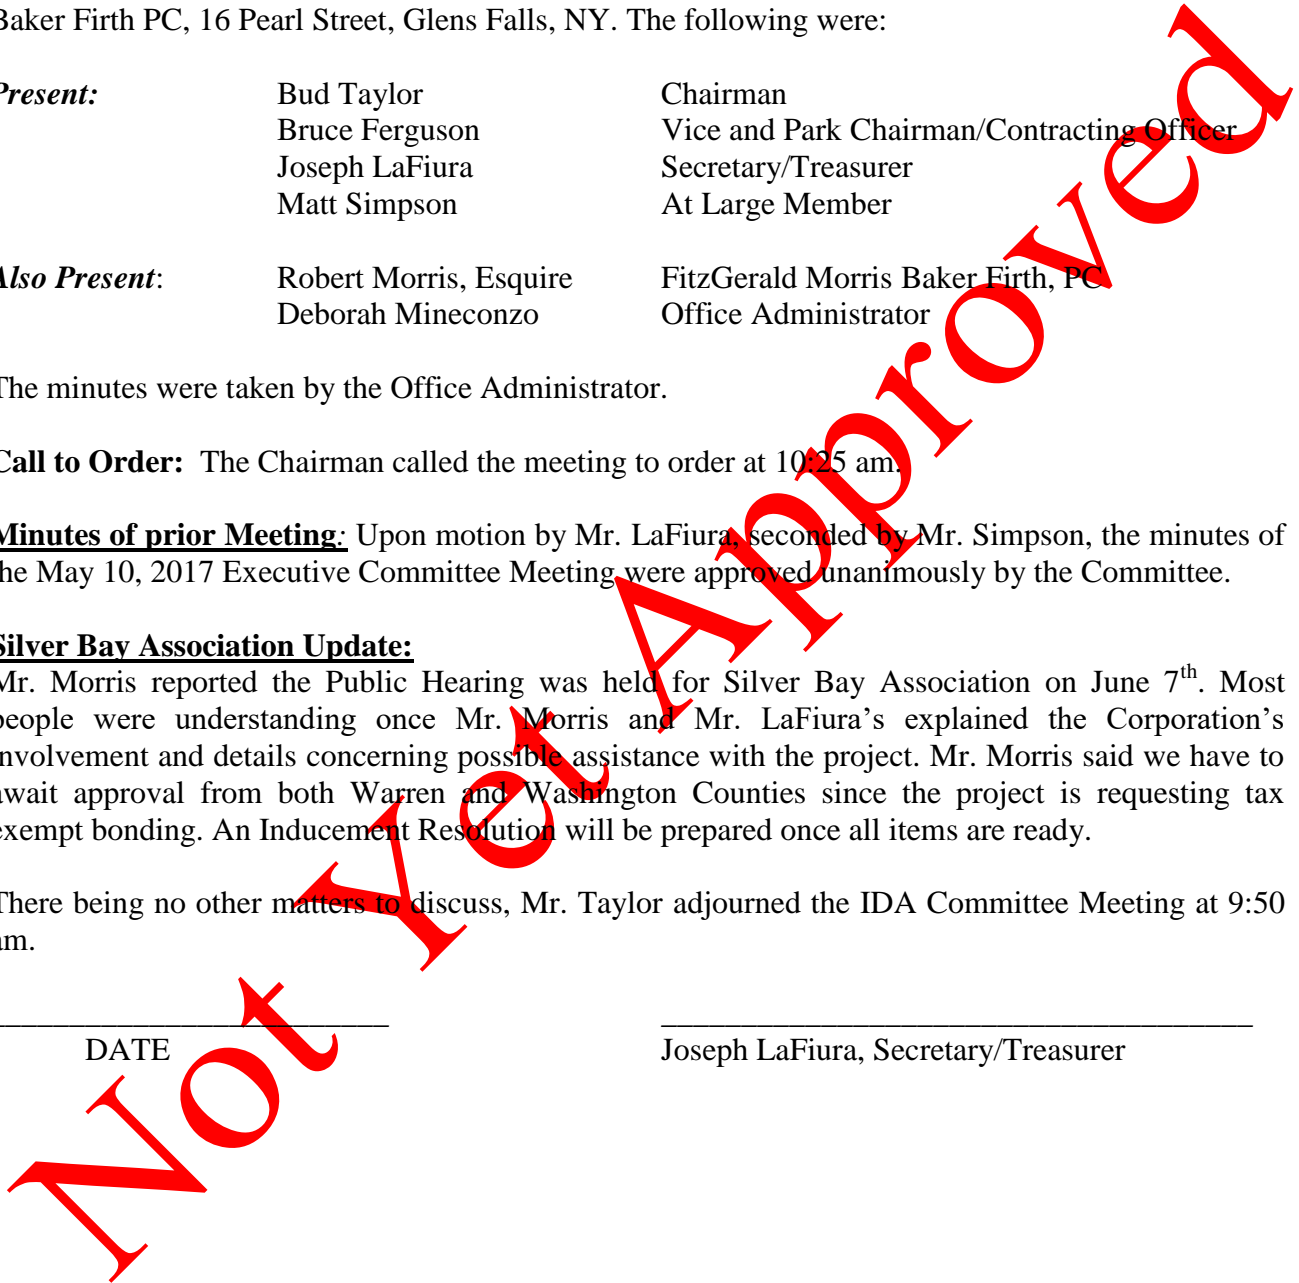 Baker Firth PC, 16 Pearl Street, Glens Falls, NY. The following were:
Present: Bud Taylor Chairman
Bruce Ferguson Vice and Park Chairman/Contracting Officer
Joseph LaFiura Secretary/Treasurer
Matt Simpson At Large Member
Also Present: Robert Morris, Esquire FitzGerald Morris Baker Firth, PC
Deborah Mineconzo Office Administrator
The minutes were taken by the Office Administrator.
Call to Order: The Chairman called the meeting to order at 10:25 am.
Minutes of prior Meeting: Upon motion by Mr. LaFiura, seconded by Mr. Simpson, the minutes of
the May 10, 2017 Executive Committee Meeting were approved unanimously by the Committee.
Silver Bay Association Update:
Mr. Morris reported the Public Hearing was held for Silver Bay Association on June 7th. Most
people were understanding once Mr. Morris and Mr. LaFiura’s explained the Corporation’s
involvement and details concerning possible assistance with the project. Mr. Morris said we have to
await approval from both Warren and Washington Counties since the project is requesting tax
exempt bonding. An Inducement Resolution will be prepared once all items are ready.
There being no other matters to discuss, Mr. Taylor adjourned the IDA Committee Meeting at 9:50
am.
DATE Joseph LaFiura, Secretary/Treasurer
Not Yet Approved